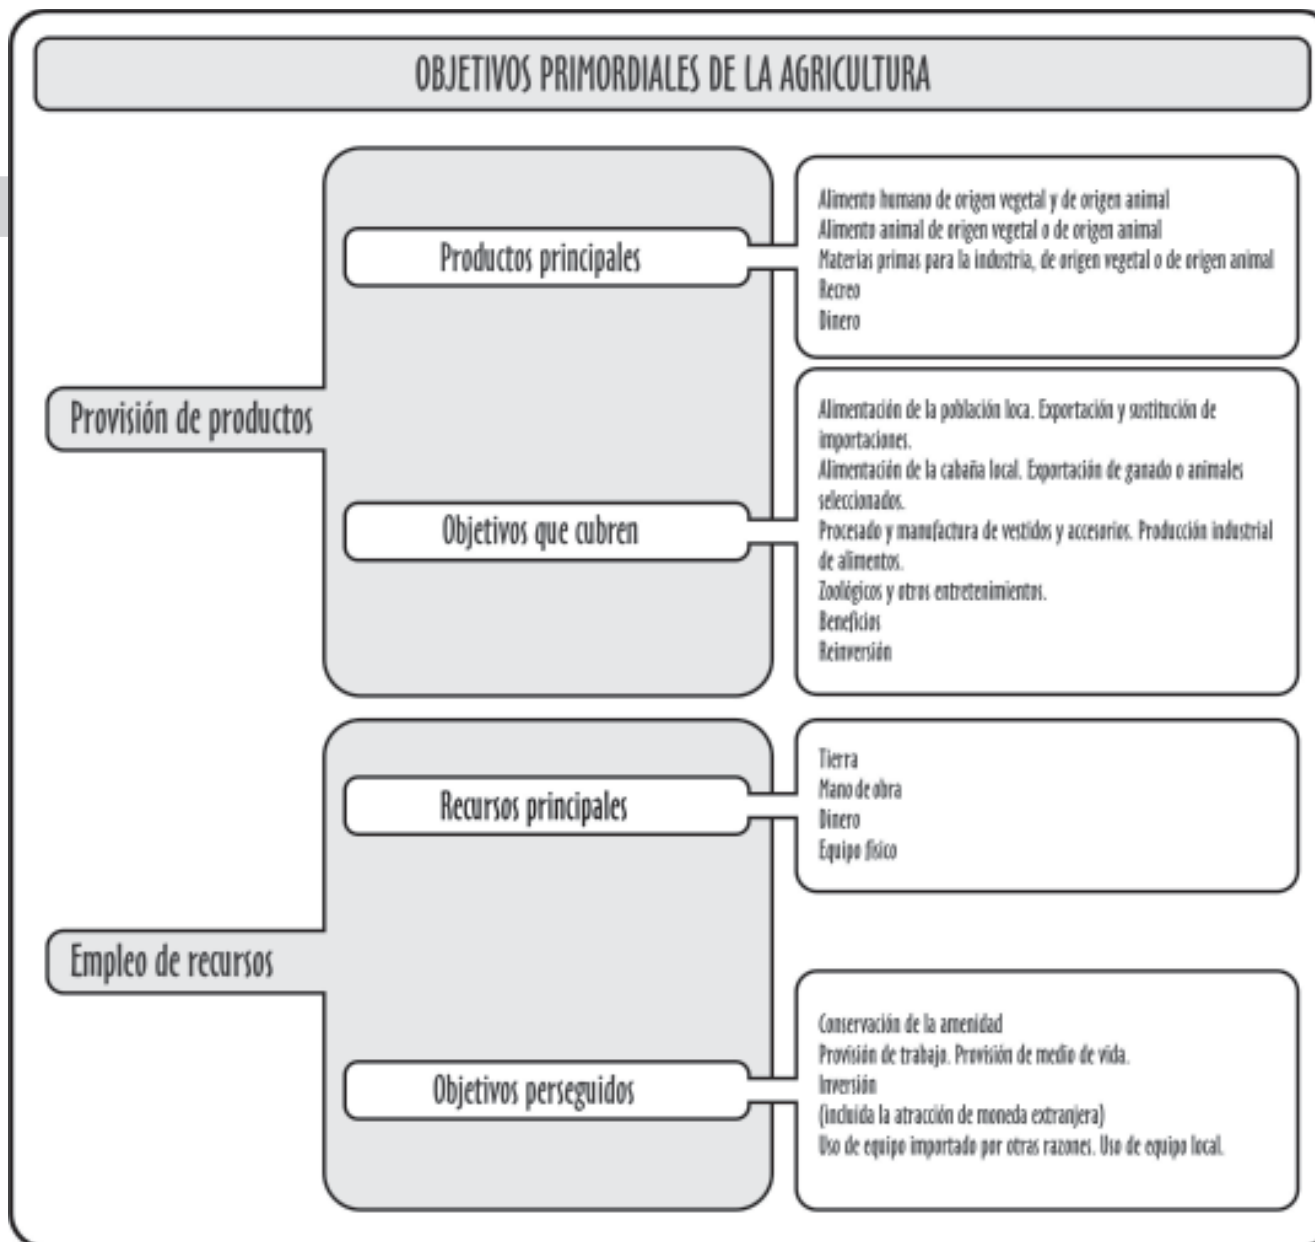 OBJETIVOS PRIMORDIALES DE LA AGRICULTURA
Provisión de productos
Productos principales
Alimento humano de origen vegetal y de origen animal
Alimento animal de origen vegetal o de origen animal
Materias primas para la industria, de origen vegetal o de origen animal
Recreo
Dinero
Objetivos que cubren
Alimentación de la población loca. Exportación y sustitución de
importaciones.
Alimentación de la cabaña local. Exportación de ganado o animales
seleccionados.
Procesado y manufactura de vestidos y accesorios. Producción industrial
de alimentos.
Zoológicos y otros entretenimientos.
Beneficios
Reinversión
Empleo de recursos
Recursos principales
Tierra
Mano de obra
Dinero
Equipo físico
Objetivos perseguidos
Conservación de la amenidad
Provisión de trabajo. Provisión de medio de vida.
Inversión
(incluida la atracción de moneda extranjera)
Uso de equipo importado por otras razones. Uso de equipo local.